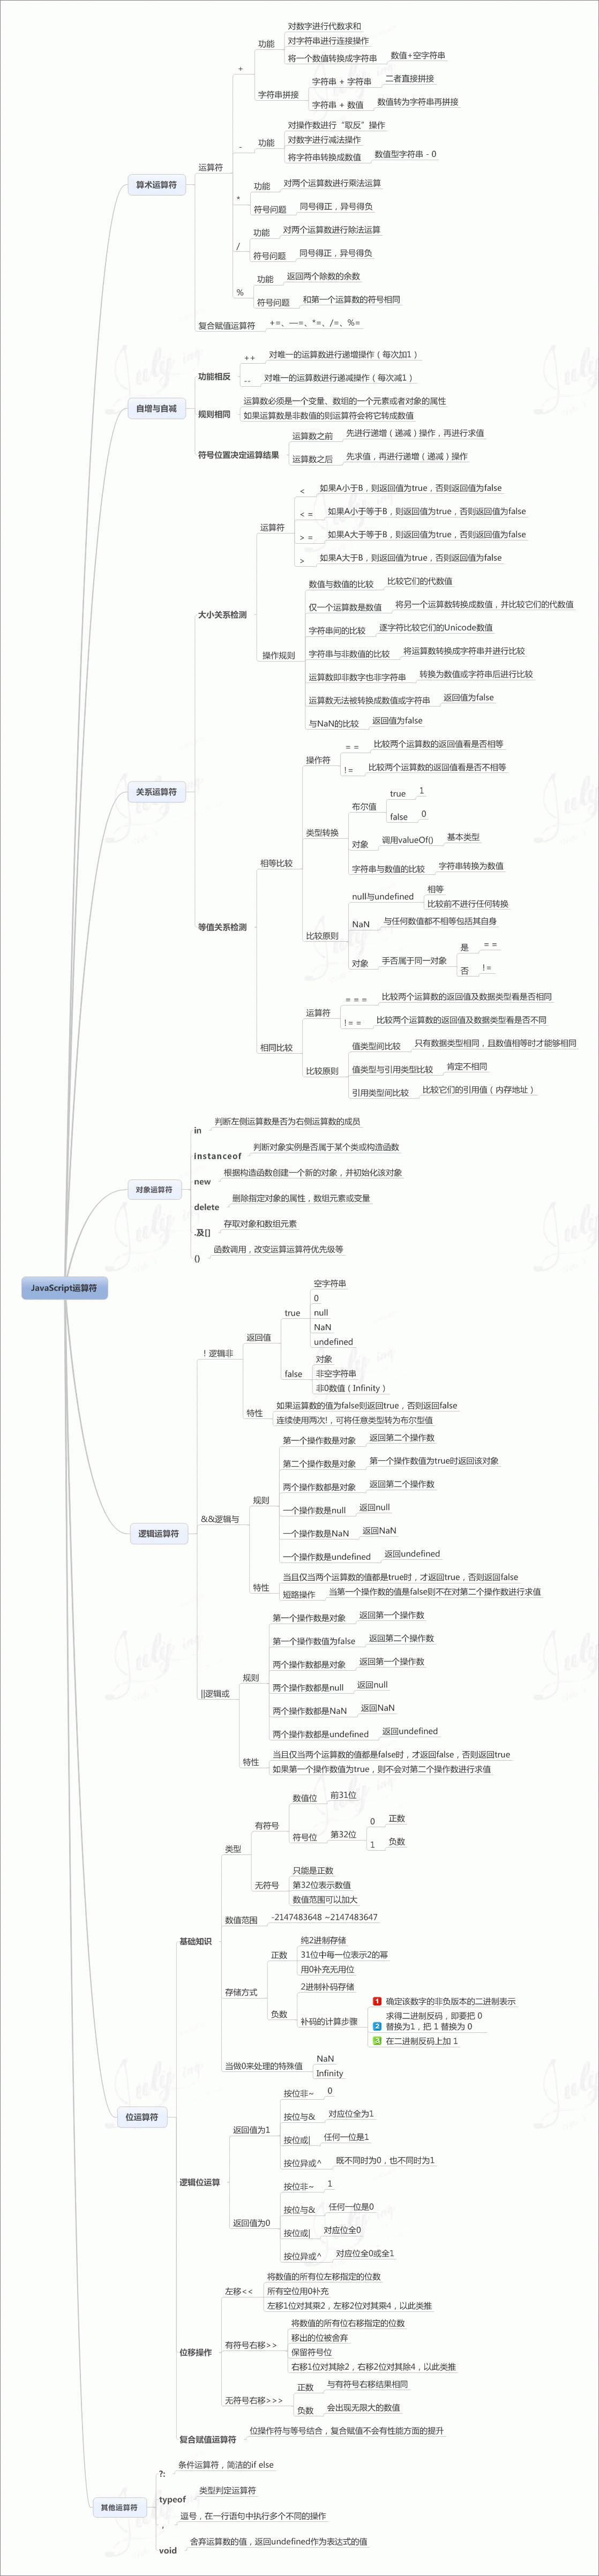 JavaScript运算符
算术运算符
运算符
+
功能
对数字进行代数求和
对字符串进行连接操作
将一个数值转换成字符串
数值+空字符串
字符串拼接
字符串 + 字符串
二者直接拼接
字符串 + 数值
数值转为字符串再拼接
-
功能
对操作数进行“取反”操作
对数字进行减法操作
将字符串转换成数值
数值型字符串 - 0
*
功能
对两个运算数进行乘法运算
符号问题
同号得正，异号得负
/
功能
对两个运算数进行除法运算
符号问题
同号得正，异号得负
%
功能
返回两个除数的余数
符号问题
和第一个运算数的符号相同
复合赋值运算符
+=、—=、*=、/=、%=
自增与自减
功能相反
++
对唯一的运算数进行递增操作（每次加1）
--
对唯一的运算数进行递减操作（每次减1）
规则相同
运算数必须是一个变量、数组的一个元素或者对象的属性
如果运算数是非数值的则运算符会将它转成数值
符号位置决定运算结果
运算数之前
先进行递增（递减）操作，再进行求值
运算数之后
先求值，再进行递增（递减）操作
关系运算符
大小关系检测
运算符
<
如果A小于B，则返回值为true，否则返回值为false
< =
如果A小于等于B，则返回值为true，否则返回值为false
> =
如果A大于等于B，则返回值为true，否则返回值为false
>
如果A大于B，则返回值为true，否则返回值为false
操作规则
数值与数值的比较
比较它们的代数值
仅一个运算数是数值
将另一个运算数转换成数值，并比较它们的代数值
字符串间的比较
逐字符比较它们的Unicode数值
字符串与非数值的比较
将运算数转换成字符串并进行比较
运算数即非数字也非字符串
转换为数值或字符串后进行比较
运算数无法被转换成数值或字符串
返回值为false
与NaN的比较
返回值为false
等值关系检测
相等比较
操作符
= =
比较两个运算数的返回值看是否相等
! =
比较两个运算数的返回值看是否不相等
类型转换
布尔值
true
1
false
0
对象
调用valueOf()
基本类型
字符串与数值的比较
字符串转换为数值
比较原则
null与undefined
相等
比较前不进行任何转换
NaN
与任何数值都不相等包括其自身
对象
手否属于同一对象
是
= =
否
! =
相同比较
运算符
= = =
比较两个运算数的返回值及数据类型看是否相同
! = =
比较两个运算数的返回值及数据类型看是否不同
比较原则
值类型间比较
只有数据类型相同，且数值相等时才能够相同
值类型与引用类型比较
肯定不相同
引用类型间比较
比较它们的引用值（内存地址）
对象运算符
in
判断左侧运算数是否为右侧运算数的成员
instanceof
判断对象实例是否属于某个类或构造函数
new
根据构造函数创建一个新的对象，并初始化该对象
delete
删除指定对象的属性，数组元素或变量
.及[]
存取对象和数组元素
()
函数调用，改变运算运算符优先级等
逻辑运算符
！逻辑非
返回值
true
空字符串
0
null
NaN
undefined
false
对象
非空字符串
非0数值（Infinity）
特性
如果运算数的值为false则返回true，否则返回false
连续使用两次!，可将任意类型转为布尔型值
&&逻辑与
规则
第一个操作数是对象
返回第二个操作数
第二个操作数是对象
第一个操作数值为true时返回该对象
两个操作数都是对象
返回第二个操作数
一个操作数是null
返回null
一个操作数是NaN
返回NaN
一个操作数是undefined
返回undefined
特性
当且仅当两个运算数的值都是true时，才返回true，否则返回false
短路操作
当第一个操作数的值是false则不在对第二个操作数进行求值
||逻辑或
规则
第一个操作数是对象
返回第一个操作数
第一个操作数值为false
返回第二个操作数
两个操作数都是对象
返回第一个操作数
两个操作数都是null
返回null
两个操作数都是NaN
返回NaN
两个操作数都是undefined
返回undefined
特性
当且仅当两个运算数的值都是false时，才返回false，否则返回true
如果第一个操作数值为true，则不会对第二个操作数进行求值
位运算符
基础知识
类型
有符号
数值位
前31位
符号位
第32位
0
正数
1
负数
无符号
只能是正数
第32位表示数值
数值范围可以加大
数值范围
-2147483648 ~2147483647
存储方式
正数
纯2进制存储
31位中每一位表示2的幂
用0补充无用位
负数
2进制补码存储
补码的计算步骤
1 确定该数字的非负版本的二进制表示
2 求得二进制反码，即要把 0
替换为1，把 1 替换为 0
3 在二进制反码上加 1
当做0来处理的特殊值
NaN
Infinity
逻辑位运算
返回值为1
按位非~
0
按位与&
对应位全为1
按位或|
任何一位是1
按位异或^
既不同时为0，也不同时为1
返回值为0
按位非~
1
按位与&
任何一位是0
按位或|
对应位全0
按位异或^
对应位全0或全1
位移操作
左移<<
将数值的所有位左移指定的位数
所有空位用0补充
左移1位对其乘2，左移2位对其乘4，以此类推
有符号右移>>
将数值的所有位右移指定的位数
移出的位被舍弃
保留符号位
右移1位对其除2，右移2位对其除4，以此类推
无符号右移>>>
正数
与有符号右移结果相同
负数
会出现无限大的数值
复合赋值运算符
位操作符与等号结合，复合赋值不会有性能方面的提升
其他运算符
?:
条件运算符，简洁的if else
typeof
类型判定运算符
,
逗号，在一行语句中执行多个不同的操作
void
舍弃运算数的值，返回undefined作为表达式的值